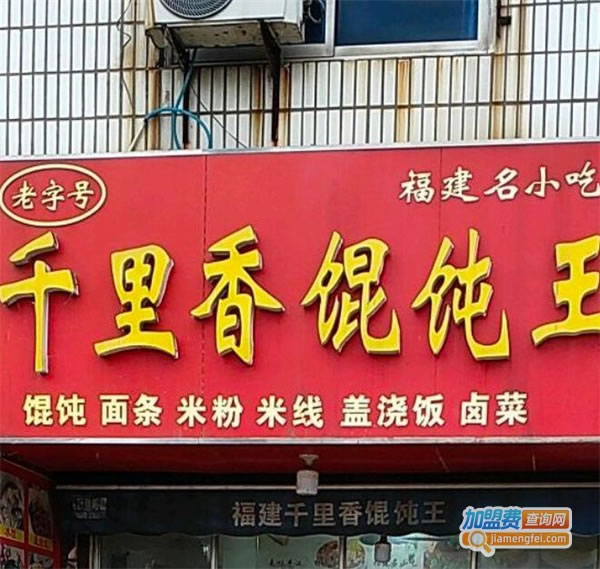 老字号
福建名小吃
千里香馄饨王
馄饨 面条 米粉 米线 盖浇饭 卤菜
福建千里香馄饨王
加盟费查询网
jiamengfei.com